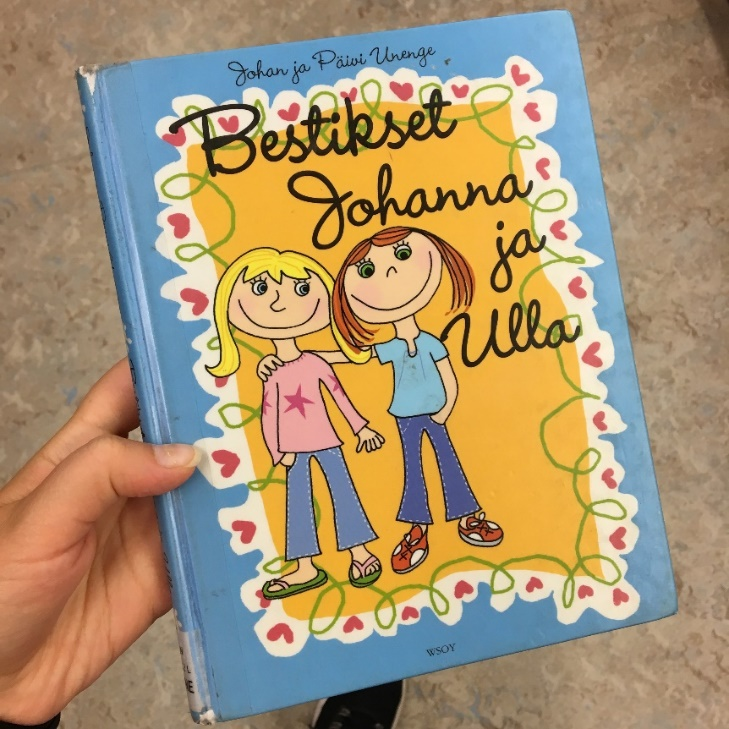 Johan ja Päivi Unenge
Bestikset
Johanna
ja
Ulla
WSOY